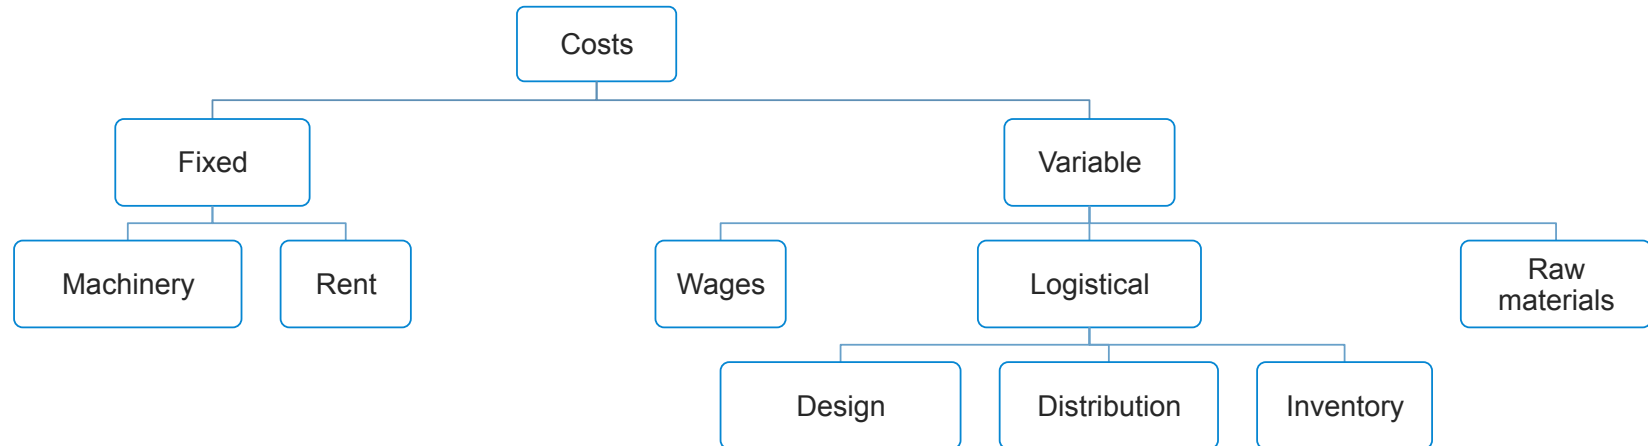 Costs
Fixed
Variable
Machinery
Rent
Wages
Logistical
Raw
materials
Design
Distribution
Inventory